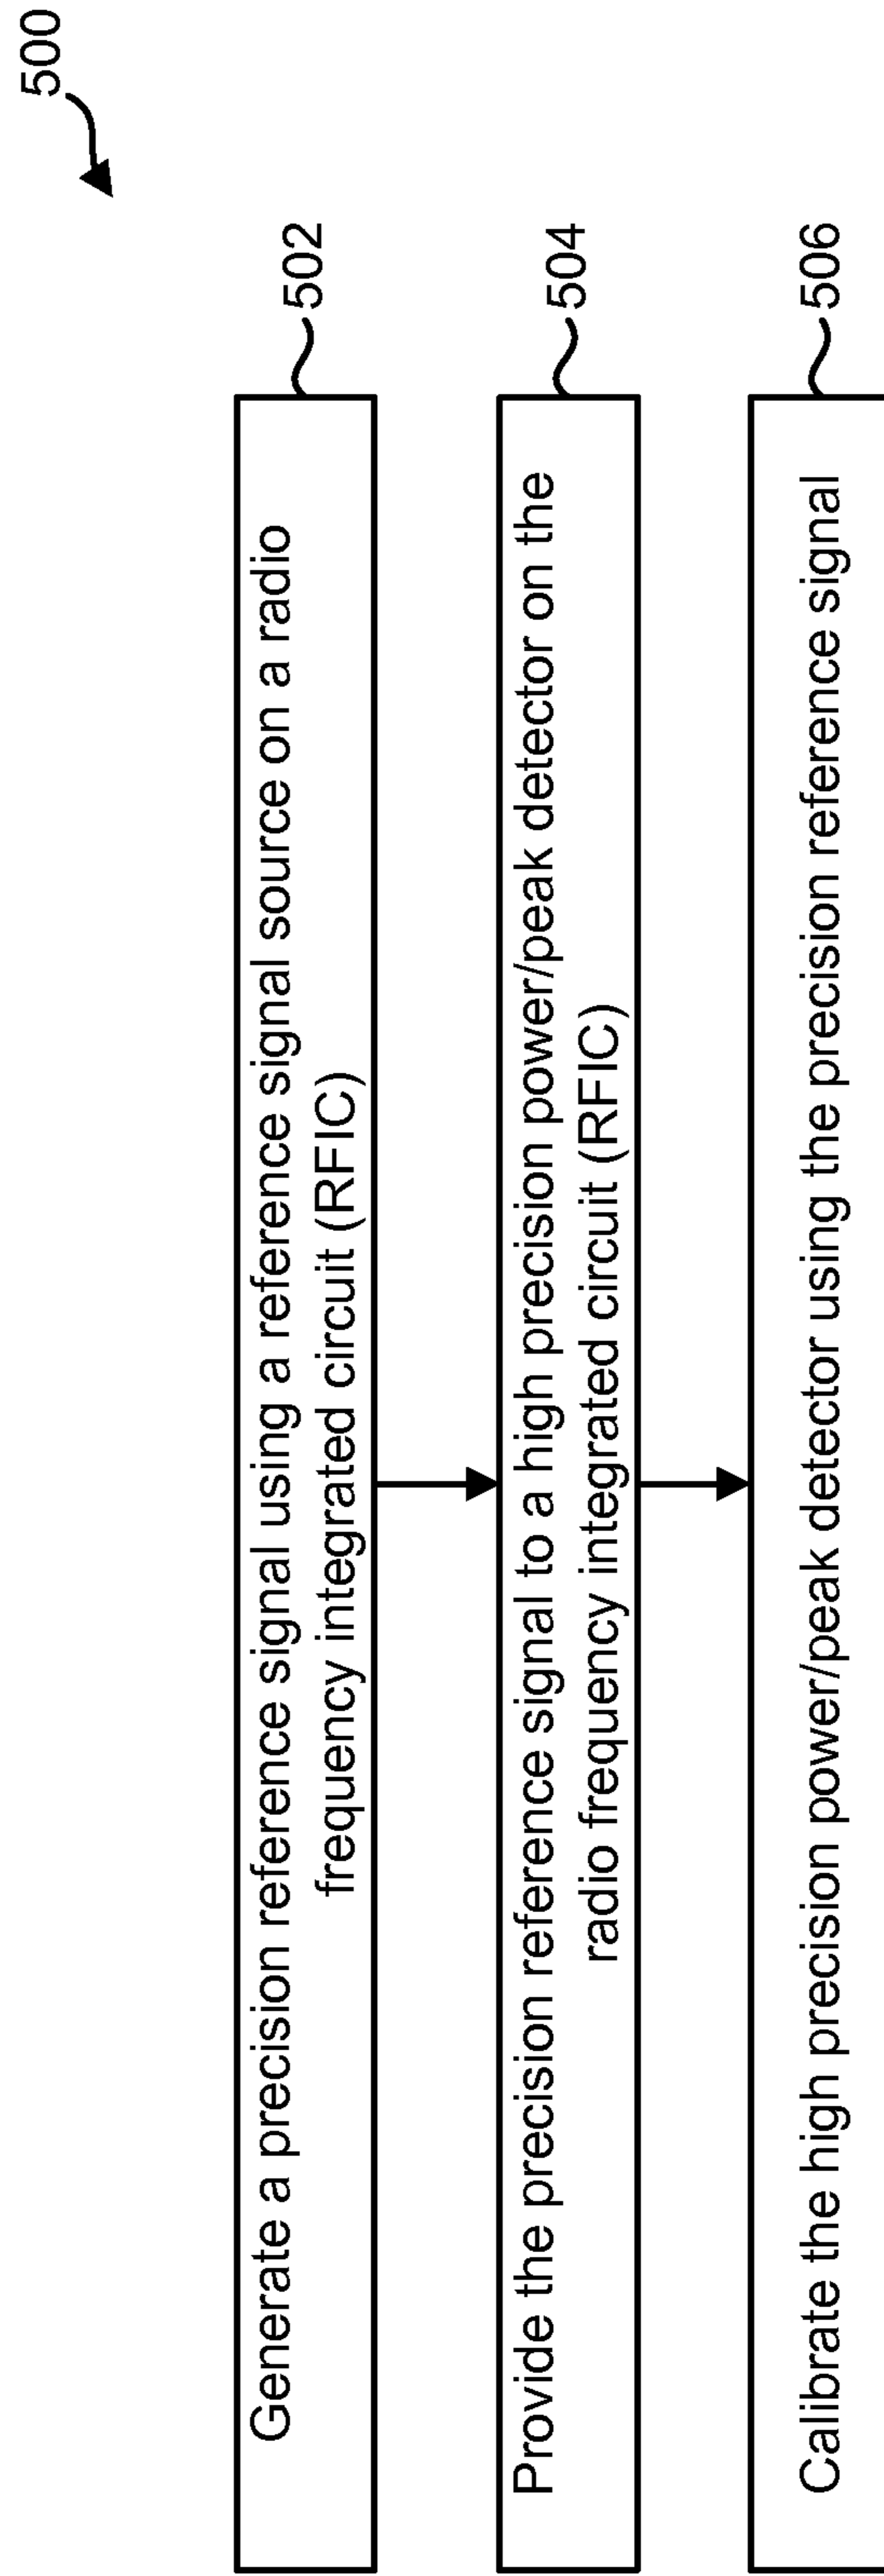 500
Generate a precision reference signal using a reference signal source on a radio
frequency integrated circuit (RFIC)
502
Provide the precision reference signal to a high precision power/peak detector on the
radio frequency integrated circuit (RFIC)
504
Calibrate the high precision power/peak detector using the precision reference signal
506